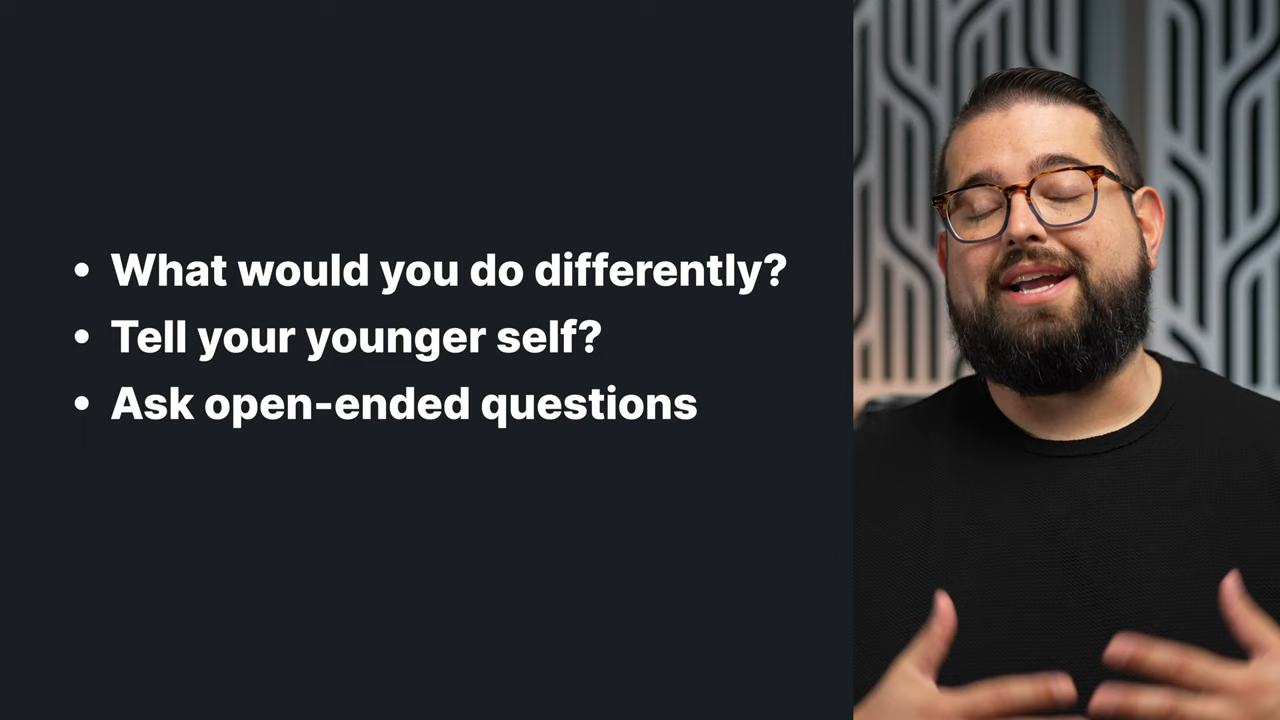 • What would you do differently?
• Tell your younger self?
• Ask open-ended questions